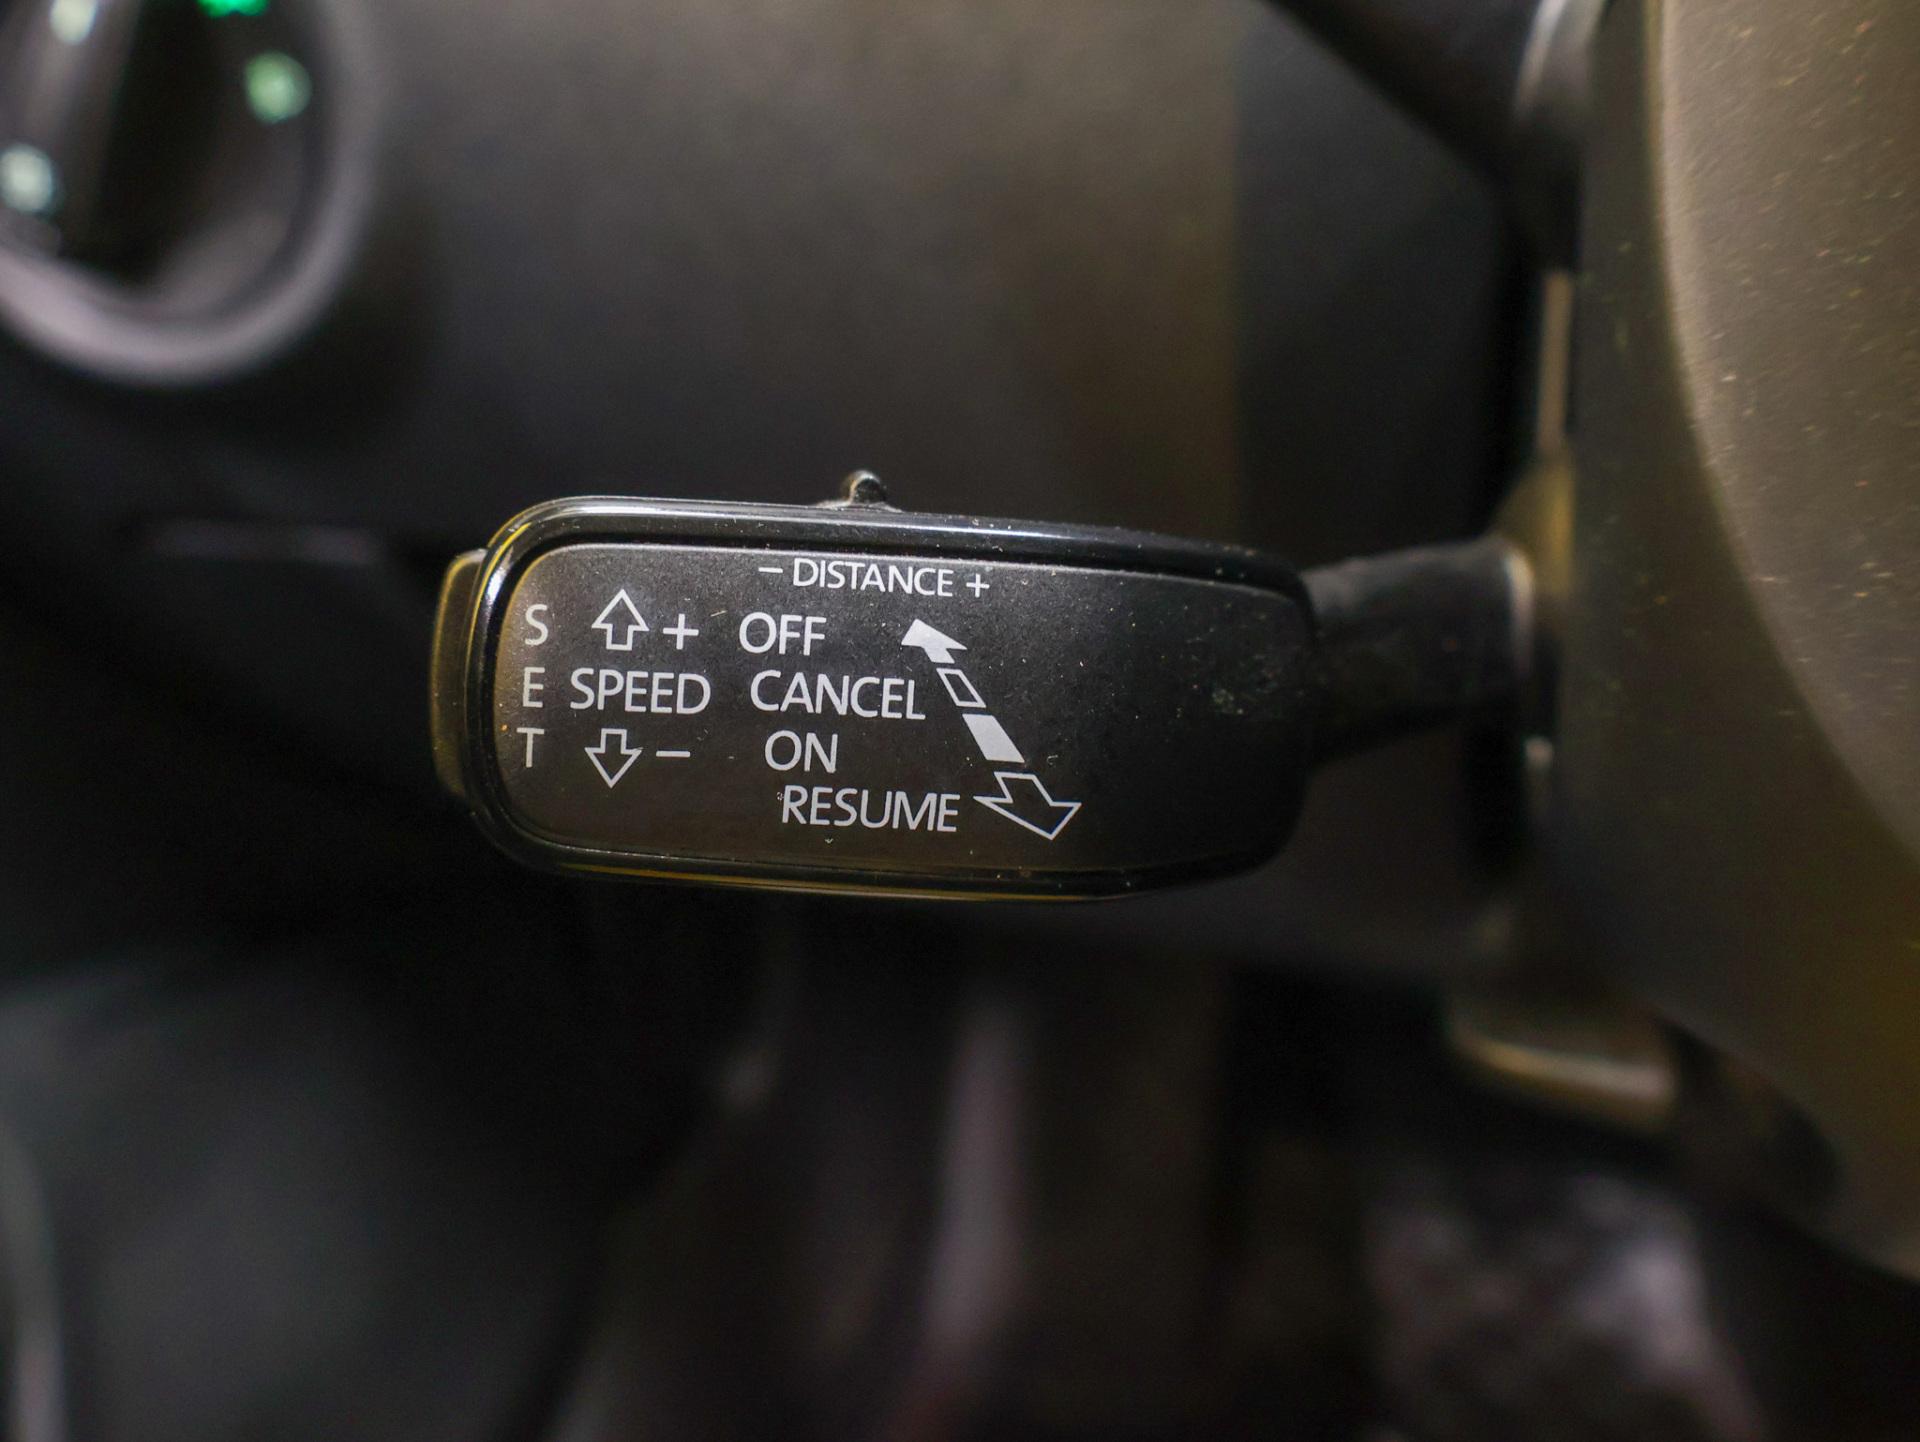 – DISTANCE +
S + OFF
E SPEED CANCEL
T – ON
RESUME